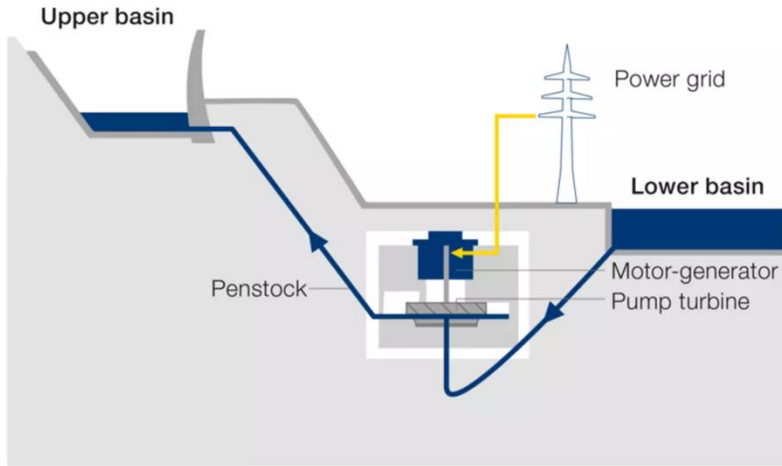 Upper basin
Power grid
Lower basin
Motor-generator
Penstock
Pump turbine